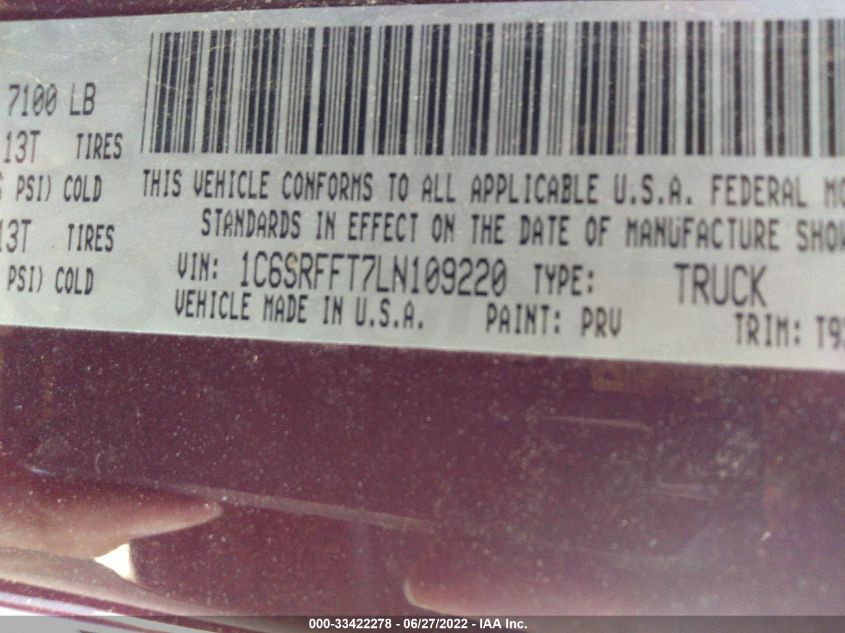 7100 LB
13T TIRES
PSI) COLD
13T TIRES
PSI) COLD
THIS VEHICLE CONFORMS TO ALL APPLICABLE U.S.A. FEDERAL MO
STANDARDS IN EFFECT ON THE DATE OF MANUFACTURE SHOW
VIN: 1C6SRFFT7LN109220 TYPE: TRUCK
VEHICLE MADE IN U.S.A. PAINT: PRV TRIM: T9
000-33422278 - 06/27/2022 - IAA Inc.